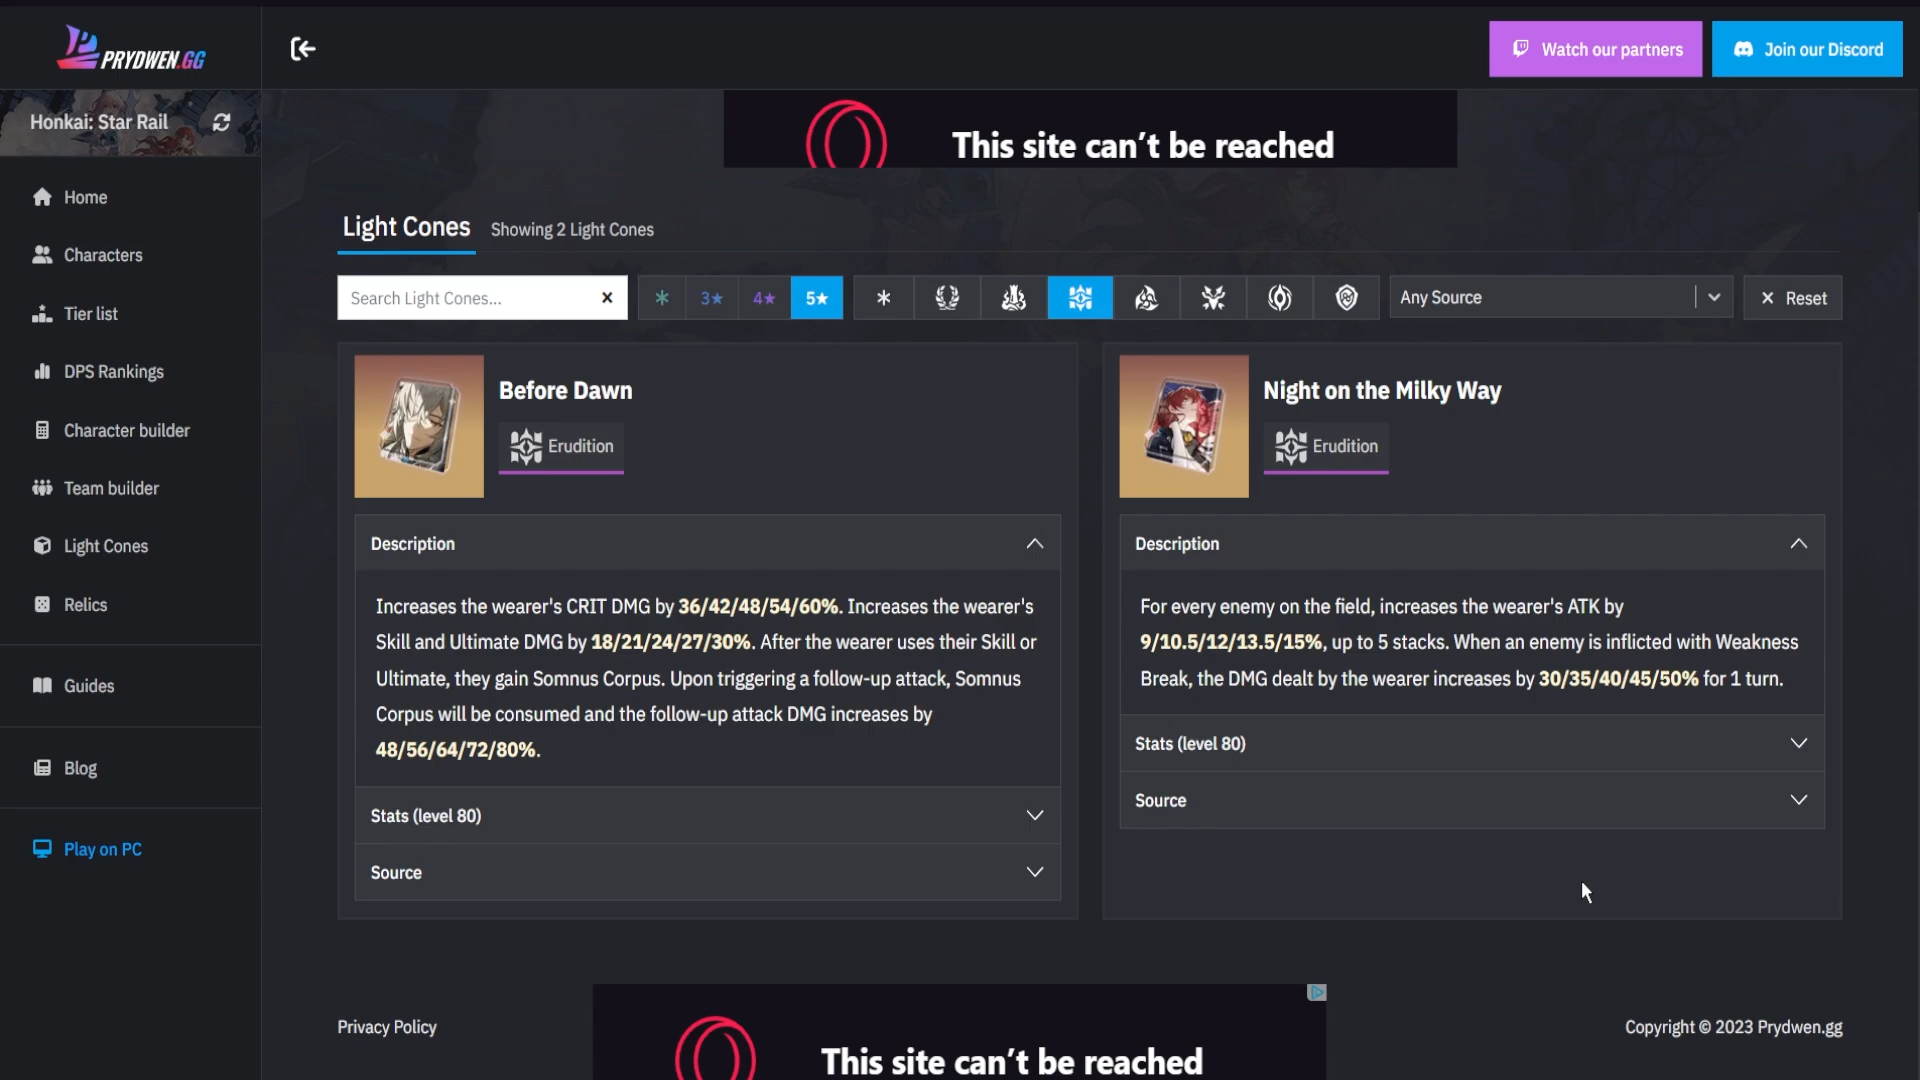 PRYDWEN.GG
Watch our partners
Join our Discord
Honkai: Star Rail
This site can't be reached
Home
Characters
Tier list
DPS Rankings
Character builder
Team builder
Light Cones
Relics
Guides
Blog
Play on PC
Light Cones Showing 2 Light Cones
Search Light Cones... 3★ 4★ 5★ Any Source Reset
Before Dawn
Erudition
Description
Increases the wearer's CRIT DMG by 36/42/48/54/60%. Increases the wearer's
Skill and Ultimate DMG by 18/21/24/27/30%. After the wearer uses their Skill or
Ultimate, they gain Somnus Corpus. Upon triggering a follow-up attack, Somnus
Corpus will be consumed and the follow-up attack DMG increases by
48/56/64/72/80%.
Stats (level 80)
Source
Night on the Milky Way
Erudition
Description
For every enemy on the field, increases the wearer's ATK by
9/10.5/12/13.5/15%, up to 5 stacks. When an enemy is inflicted with Weakness
Break, the DMG dealt by the wearer increases by 30/35/40/45/50% for 1 turn.
Stats (level 80)
Source
Privacy Policy
This site can't be reached
Copyright © 2023 Prydwen.gg